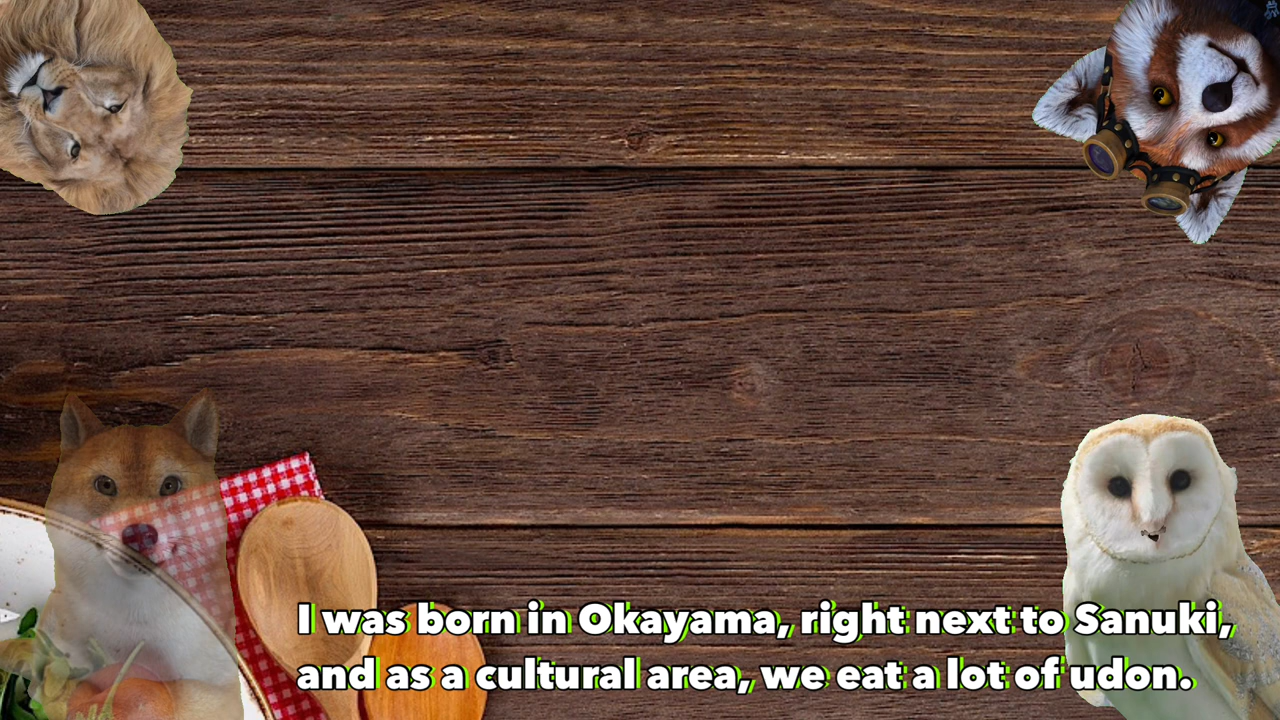 I was born in Okayama, right next to Sanuki,
and as a cultural area, we eat a lot of udon.